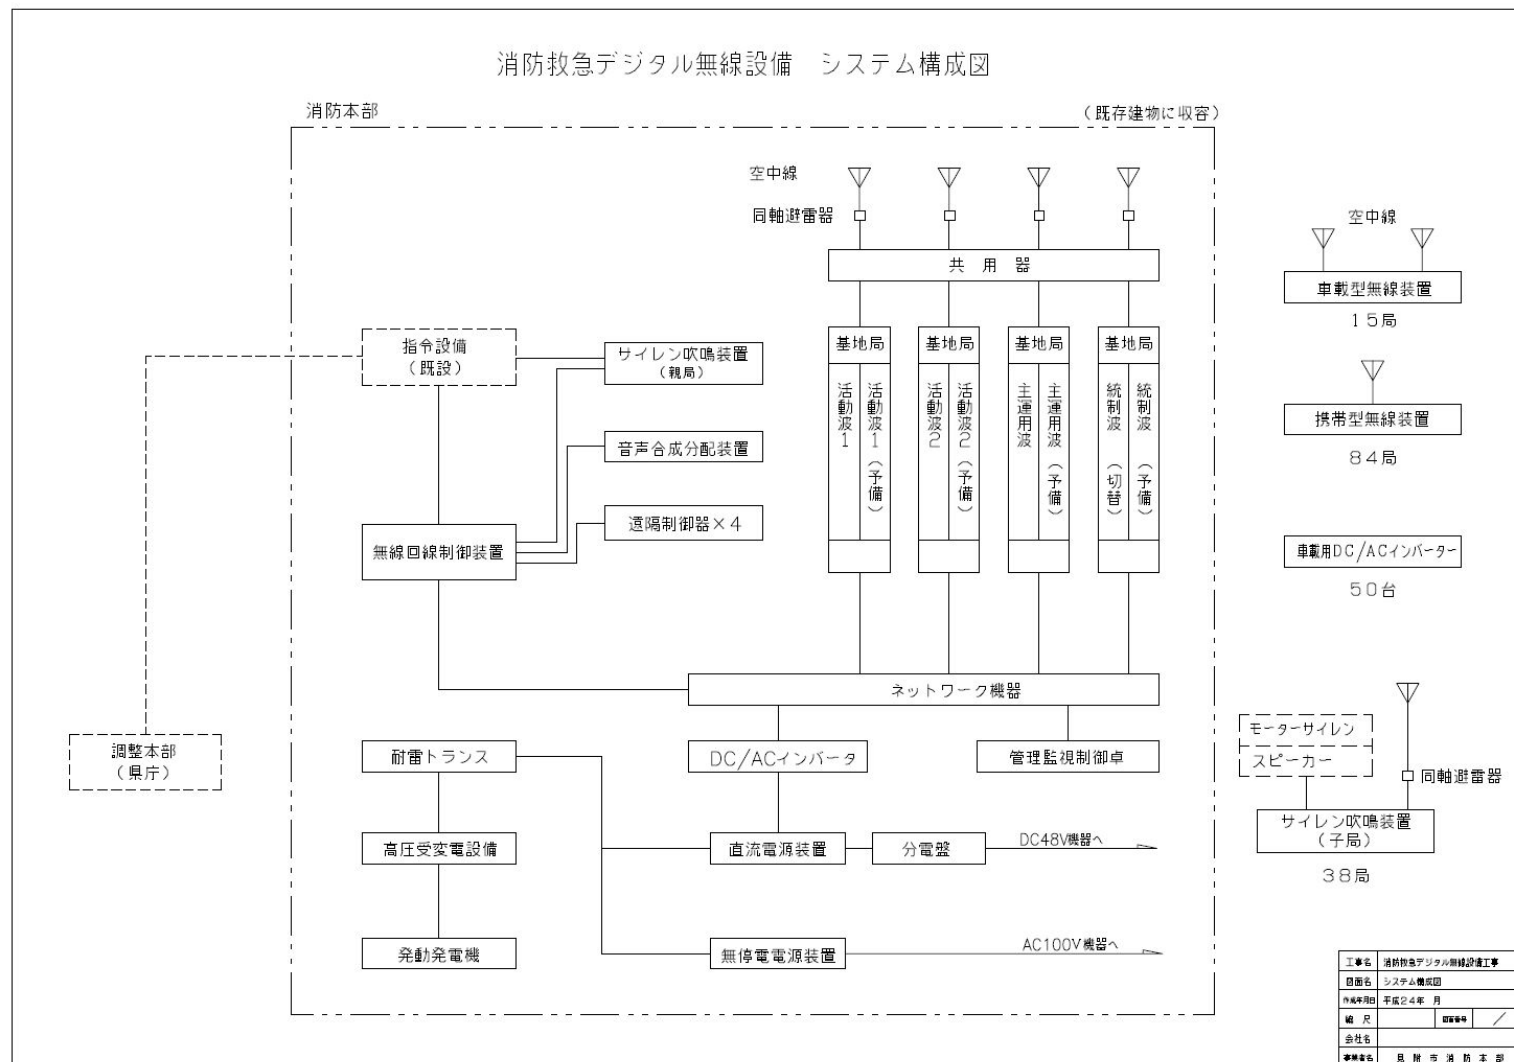 消防救急デジタル無線設備　システム構成図
消防本部
(既存建物に収容)
空中線
同軸避雷器
共　用　器
指令設備
(既設)
サイレン吹鳴装置
(親局)
音声合成分配装置
遠隔制御器×4
無線回線制御装置
基地局
活動波1
活動波1(予備)
基地局
活動波2
活動波2(予備)
基地局
主運用波
主運用波(予備)
基地局
統制波(切替)
統制波(予備)
ネットワーク機器
調整本部
(県庁)
耐雷トランス
DC/ACインバータ
管理監視制御卓
高圧受変電設備
直流電源装置
分電盤
DC48V機器へ
発動発電機
無停電電源装置
AC100V機器へ
空中線
車載型無線装置
15局
携帯型無線装置
84局
車載用DC/ACインバーター
50台
モーターサイレン
スピーカー
同軸避雷器
サイレン吹鳴装置
(子局)
38局
工事名　消防救急デジタル無線設備工事
図面名　システム構成図
作成年月日　平成24年　月
縮　尺　図面番号　／
会社名
事業者名　見附市消防本部